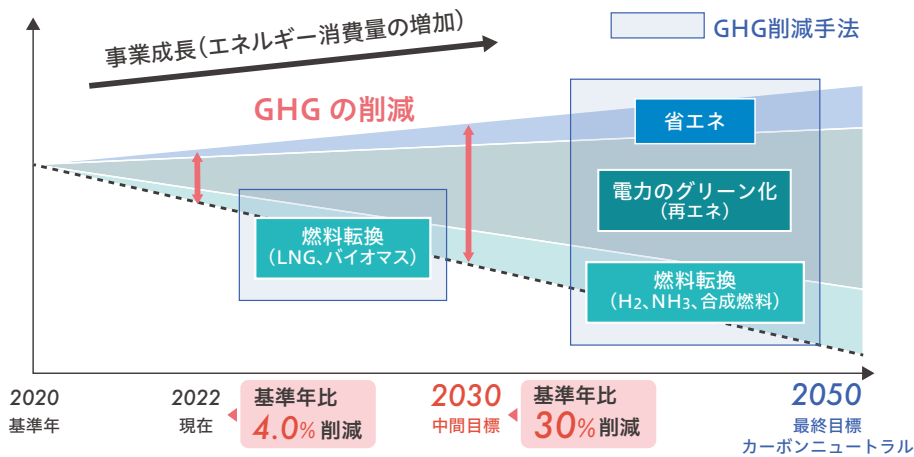 事業成長（エネルギー消費量の増加）
GHG削減手法
GHG の削減
省エネ
電力のグリーン化
（再エネ）
燃料転換
（LNG、バイオマス）
燃料転換
（H₂、NH₃、合成燃料）
2020
基準年
2022
現在
基準年比
4.0% 削減
2030
中間目標
基準年比
30% 削減
2050
最終目標
カーボンニュートラル